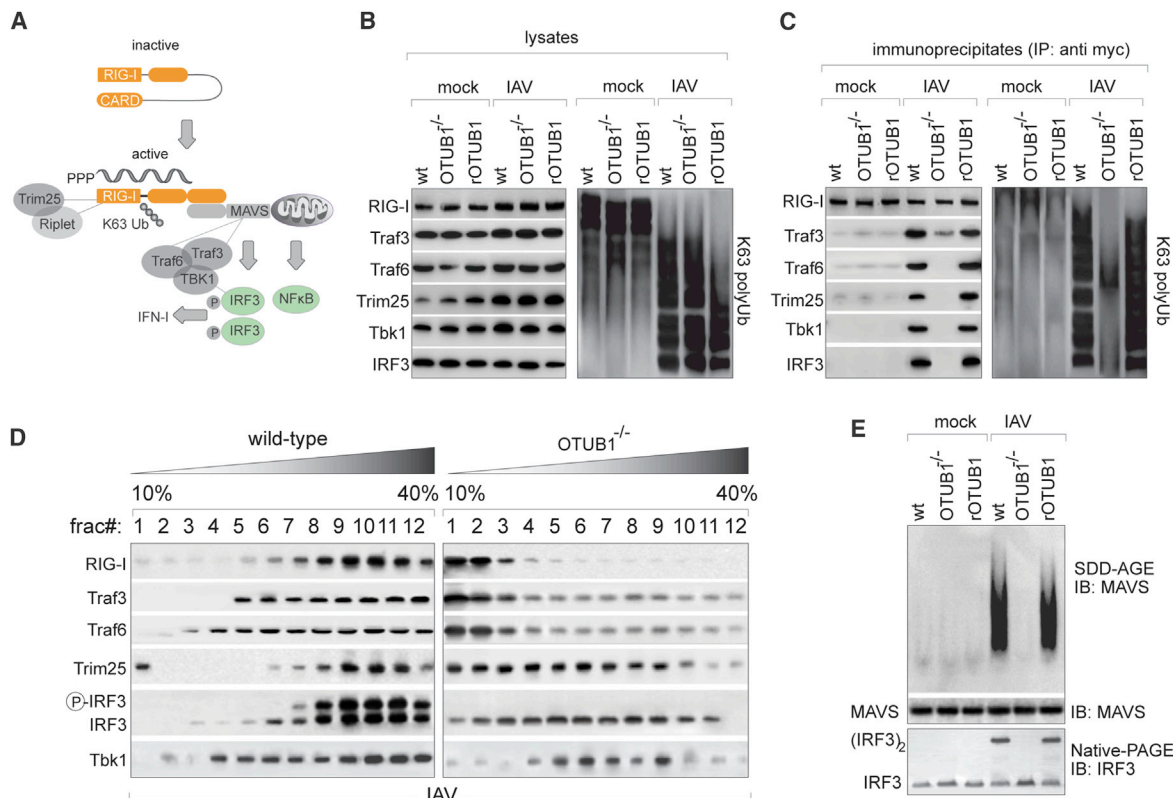 A
inactive
RIG-I
CARD
active
PPP
RIG-I
Trim25
Riplet
K63 Ub
MAVS
Traf6
Traf3
TBK1
P
IRF3
NFκB
IFN-I
P
IRF3
B
lysates
mock IAV mock IAV
wt OTUB1-/- rOTUB1 wt OTUB1-/- rOTUB1 wt OTUB1-/- rOTUB1 wt OTUB1-/- rOTUB1
RIG-I
Traf3
Traf6
Trim25
Tbk1
IRF3
K63 polyUb
C
immunoprecipitates (IP: anti myc)
mock IAV mock IAV
wt OTUB1-/- rOTUB1 wt OTUB1-/- rOTUB1 wt OTUB1-/- rOTUB1 wt OTUB1-/- rOTUB1
RIG-I
Traf3
Traf6
Trim25
Tbk1
IRF3
K63 polyUb
D
wild-type OTUB1-/-
10% 40% 10% 40%
frac#: 1 2 3 4 5 6 7 8 9 10 11 12 1 2 3 4 5 6 7 8 9 10 11 12
RIG-I
Traf3
Traf6
Trim25
P-IRF3
IRF3
Tbk1
IAV
E
mock IAV
wt OTUB1-/- rOTUB1 wt OTUB1-/- rOTUB1
SDD-AGE
IB: MAVS
MAVS IB: MAVS
(IRF3)2
Native-PAGE
IB: IRF3
IRF3